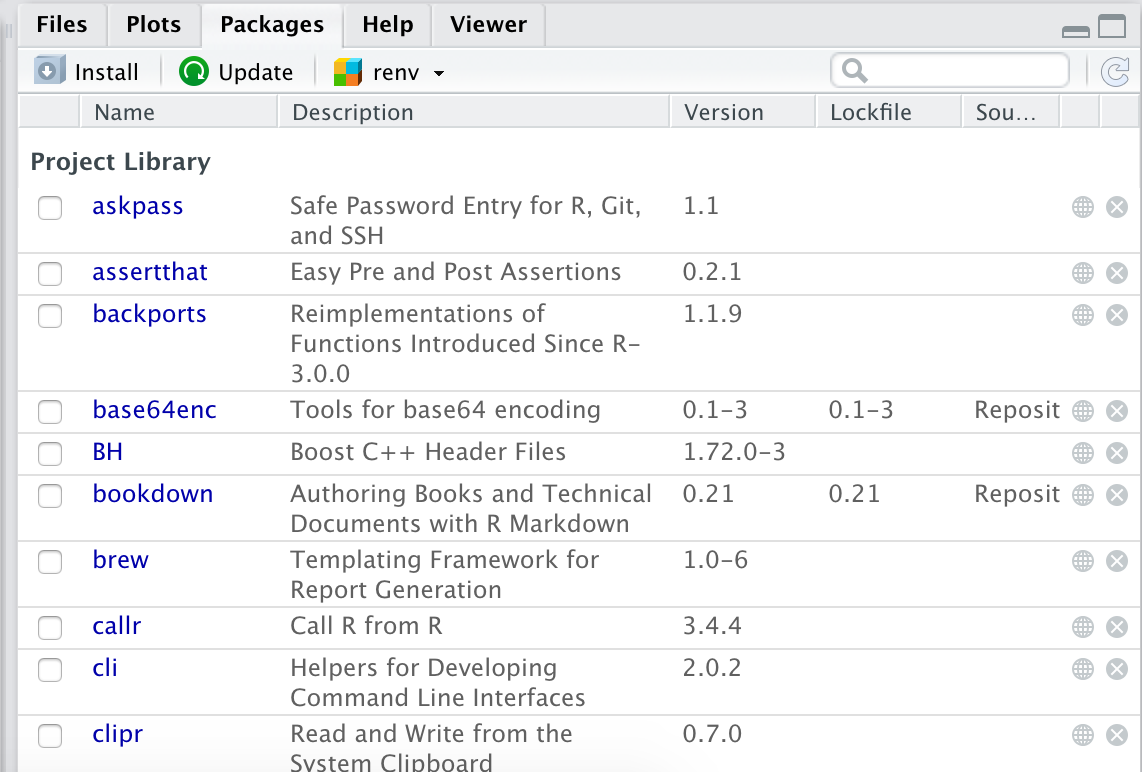 Files Plots Packages Help Viewer
Install Update renv
Name Description Version Lockfile Sou...
Project Library
askpass Safe Password Entry for R, Git, 1.1
and SSH
assertthat Easy Pre and Post Assertions 0.2.1
backports Reimplementations of 1.1.9
Functions Introduced Since R-
3.0.0
base64enc Tools for base64 encoding 0.1-3 0.1-3 Reposit
BH Boost C++ Header Files 1.72.0-3
bookdown Authoring Books and Technical 0.21 0.21 Reposit
Documents with R Markdown
brew Templating Framework for 1.0-6
Report Generation
callr Call R from R 3.4.4
cli Helpers for Developing 2.0.2
Command Line Interfaces
clipr Read and Write from the 0.7.0
System Clipboard